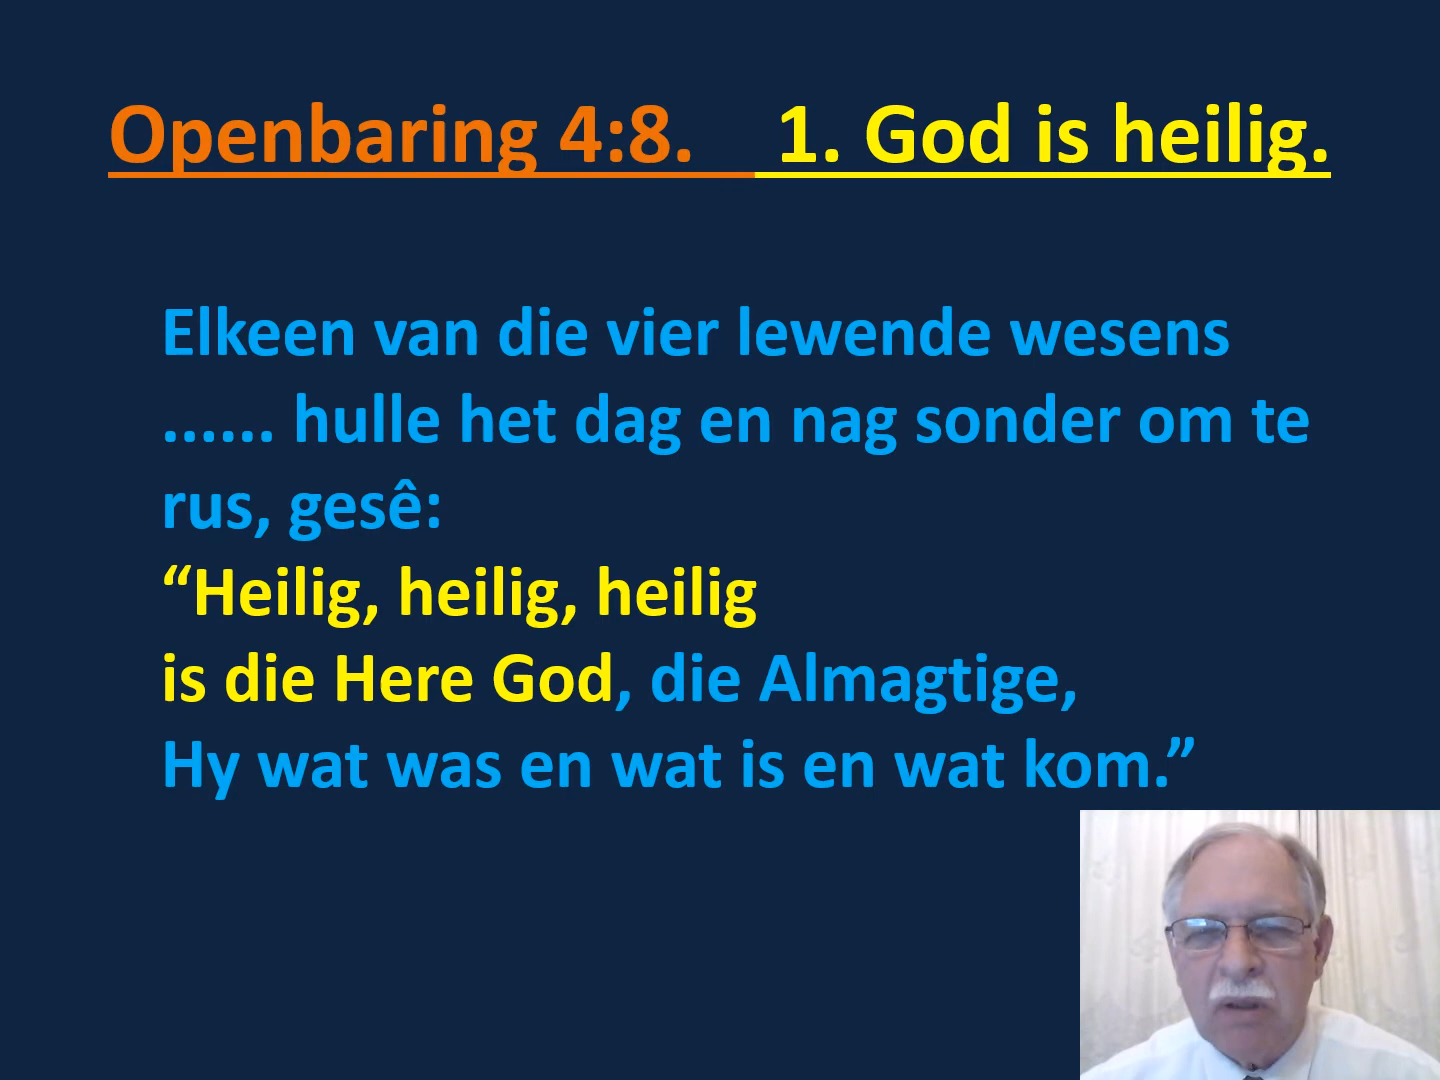 Openbaring 4:8. 1. God is heilig.
Elkeen van die vier lewende wesens
...... hulle het dag en nag sonder om te
rus, gesê:
“Heilig, heilig, heilig
is die Here God, die Almagtige,
Hy wat was en wat is en wat kom.”